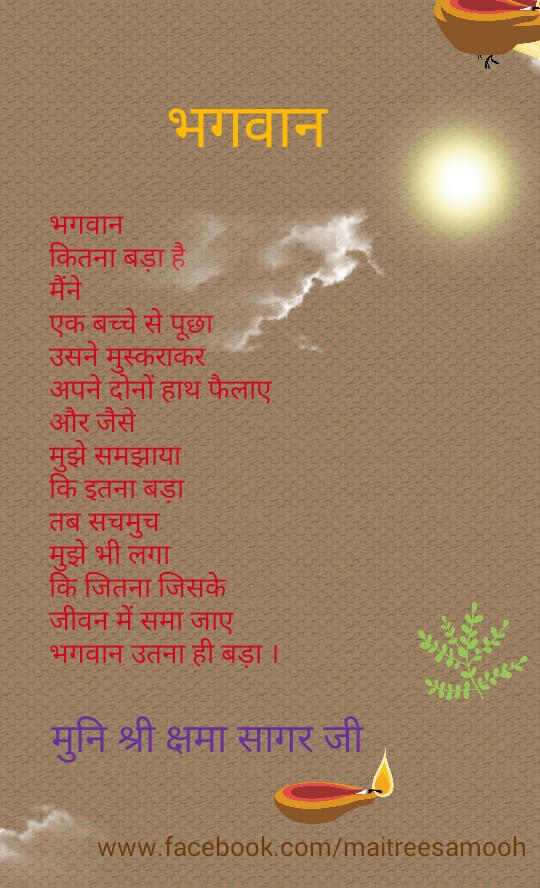 भगवान
भगवान
कितना बड़ा है
मैंने
एक बच्चे से पूछा
उसने मुस्कराकर
अपने दोनों हाथ फैलाए
और जैसे
मुझे समझाया
कि इतना बड़ा
तब सचमुच
मुझे भी लगा
कि जितना जिसके
जीवन में समा जाए
भगवान उतना ही बड़ा ।
मुनि श्री क्षमा सागर जी
www.facebook.com/maitreesamooh